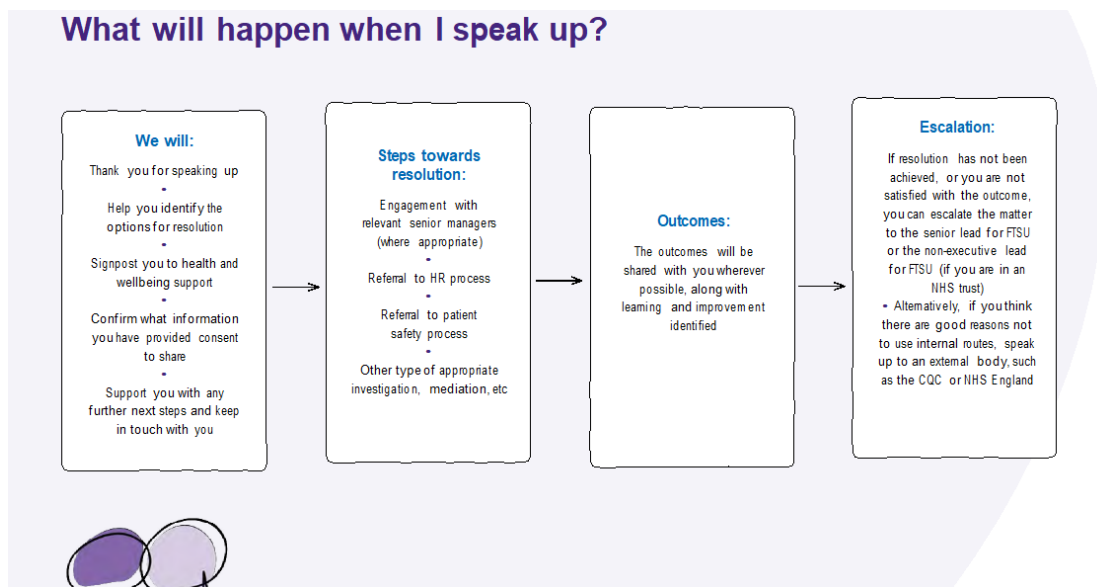 What will happen when I speak up?
We will:
Thank you for speaking up
•
Help you identify the
options for resolution
•
Signpost you to health and
wellbeing support
•
Confirm what information
you have provided consent
to share
•
Support you with any
further next steps and keep
in touch with you
Steps towards
resolution:
Engagement with
relevant senior managers
(where appropriate)
•
Referral to HR process
•
Referral to patient
safety process
•
Other type of appropriate
investigation, mediation, etc
Outcomes:
The outcomes will be
shared with you wherever
possible, along with
learning and improvement
identified
Escalation:
If resolution has not been
achieved, or you are not
satisfied with the outcome,
you can escalate the matter
to the senior lead for FTSU
or the non-executive lead
for FTSU (if you are in an
NHS trust)
• Alternatively, if you think
there are good reasons not
to use internal routes, speak
up to an external body, such
as the CQC or NHS England